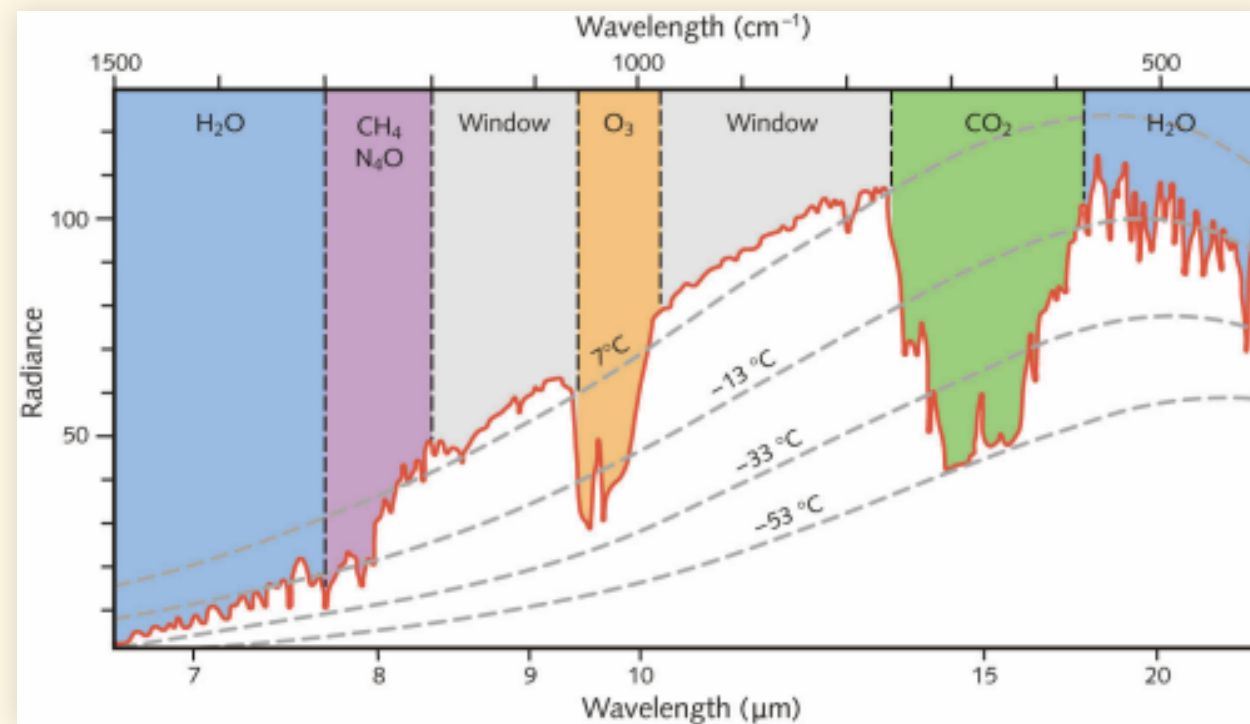 Wavelength (cm⁻¹)
1500 1000 500
H₂O CH₄ Window O₃ Window CO₂ H₂O
N₄O
100
50
Radiance
7°C
–13 °C
–33 °C
–53 °C
7 8 9 10 15 20
Wavelength (µm)